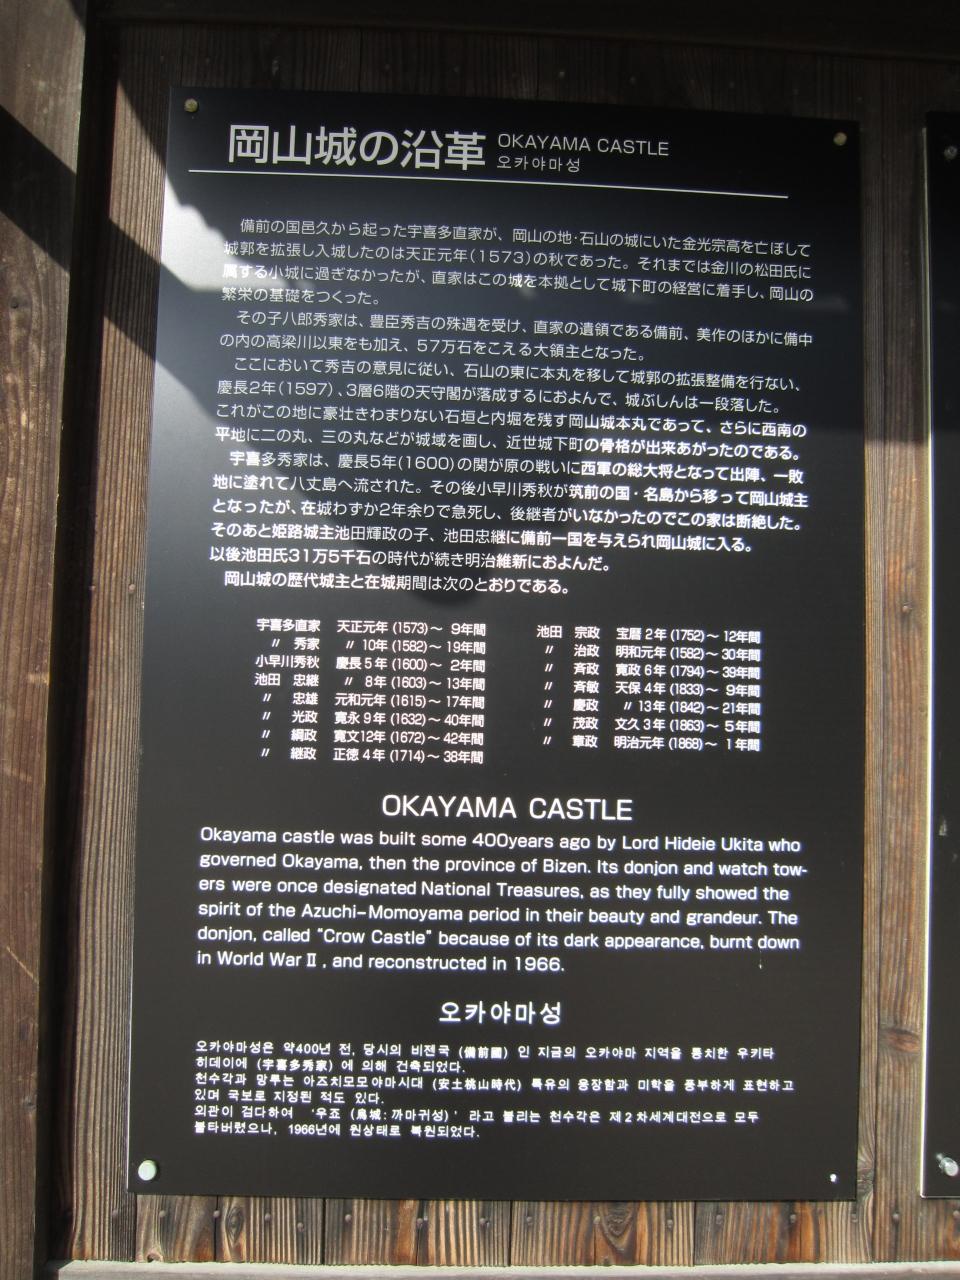 岡山城の沿革 OKAYAMA CASTLE
오카야마성
備前の国邑久から起った宇喜多直家が、岡山の地・石山の城にいた金光宗高を亡ぼして
城郭を拡張し入城したのは天正元年(1573)の秋であった。それまでは金川の松田氏に
属する小城に過ぎなかったが、直家はこの城を本拠として城下町の経営に着手し、岡山の
繁栄の基礎をつくった。
その子八郎秀家は、豊臣秀吉の殊遇を受け、直家の遺領である備前、美作のほかに備中
の内の高梁川以東をも加え、57万石をこえる大領主となった。
ここにおいて秀吉の意見に従い、石山の東に本丸を移して城郭の拡張整備を行ない、
慶長2年(1597)、3層6階の天守閣が落成するにおよんで、城ぶしんは一段落した。
これがこの地に豪壮きわまりない石垣と内堀を残す岡山城本丸であって、さらに西南の
平地に二の丸、三の丸などが城域を画し、近世城下町の骨格が出来あがったのである。
宇喜多秀家は、慶長5年(1600)の関が原の戦いに西軍の総大将となって出陣、一敗
地に塗れて八丈島へ流された。その後小早川秀秋が筑前の国・名島から移って岡山城主
となったが、在城わずか2年余りで急死し、後継者がいなかったのでこの家は断絶した。
そのあと姫路城主池田輝政の子、池田忠継に備前一国を与えられ岡山城に入る。
以後池田氏31万5千石の時代が続き明治維新におよんだ。
岡山城の歴代城主と在城期間は次のとおりである。
宇喜多直家 天正元年(1573)〜 9年間
〃 秀家 〃 10年(1582)〜 19年間
小早川秀秋 慶長5年(1600)〜 2年間
池田 忠継 〃 8年(1603)〜 13年間
〃 忠雄 元和元年(1615)〜 17年間
〃 光政 寛永9年(1632)〜 40年間
〃 綱政 寛文12年(1672)〜 42年間
〃 継政 正徳4年(1714)〜 38年間
池田 宗政 宝暦2年(1752)〜 12年間
〃 治政 明和元年(1582)〜 30年間
〃 斉政 寛政6年(1794)〜 39年間
〃 斉敏 天保4年(1833)〜 9年間
〃 慶政 〃 13年(1842)〜 21年間
〃 茂政 文久3年(1863)〜 5年間
〃 章政 明治元年(1868)〜 1年間
OKAYAMA CASTLE
Okayama castle was built some 400years ago by Lord Hideie Ukita who
governed Okayama, then the province of Bizen. Its donjon and watch tow-
ers were once designated National Treasures, as they fully showed the
spirit of the Azuchi–Momoyama period in their beauty and grandeur. The
donjon, called “Crow Castle” because of its dark appearance, burnt down
in World War Ⅱ, and reconstructed in 1966.
오카야마성
오카야마성은 약400년 전, 당시의 비젠국 (備前國) 인 지금의 오카야마 지역을 통치한 우키타
히데이에 (宇喜多秀家) 에 의해 건축되었다.
천수각과 망루는 아즈치모모야마시대 (安土桃山時代) 특유의 웅장함과 미학을 풍부하게 표현하고
있며 국보로 지정된 적도 있다.
외관이 검다하여 '우죠 (烏城:까마귀성)' 라고 불리는 천수각은 제2차세계대전으로 모두
불타버렸으나, 1966년에 원상태로 복원되었다.